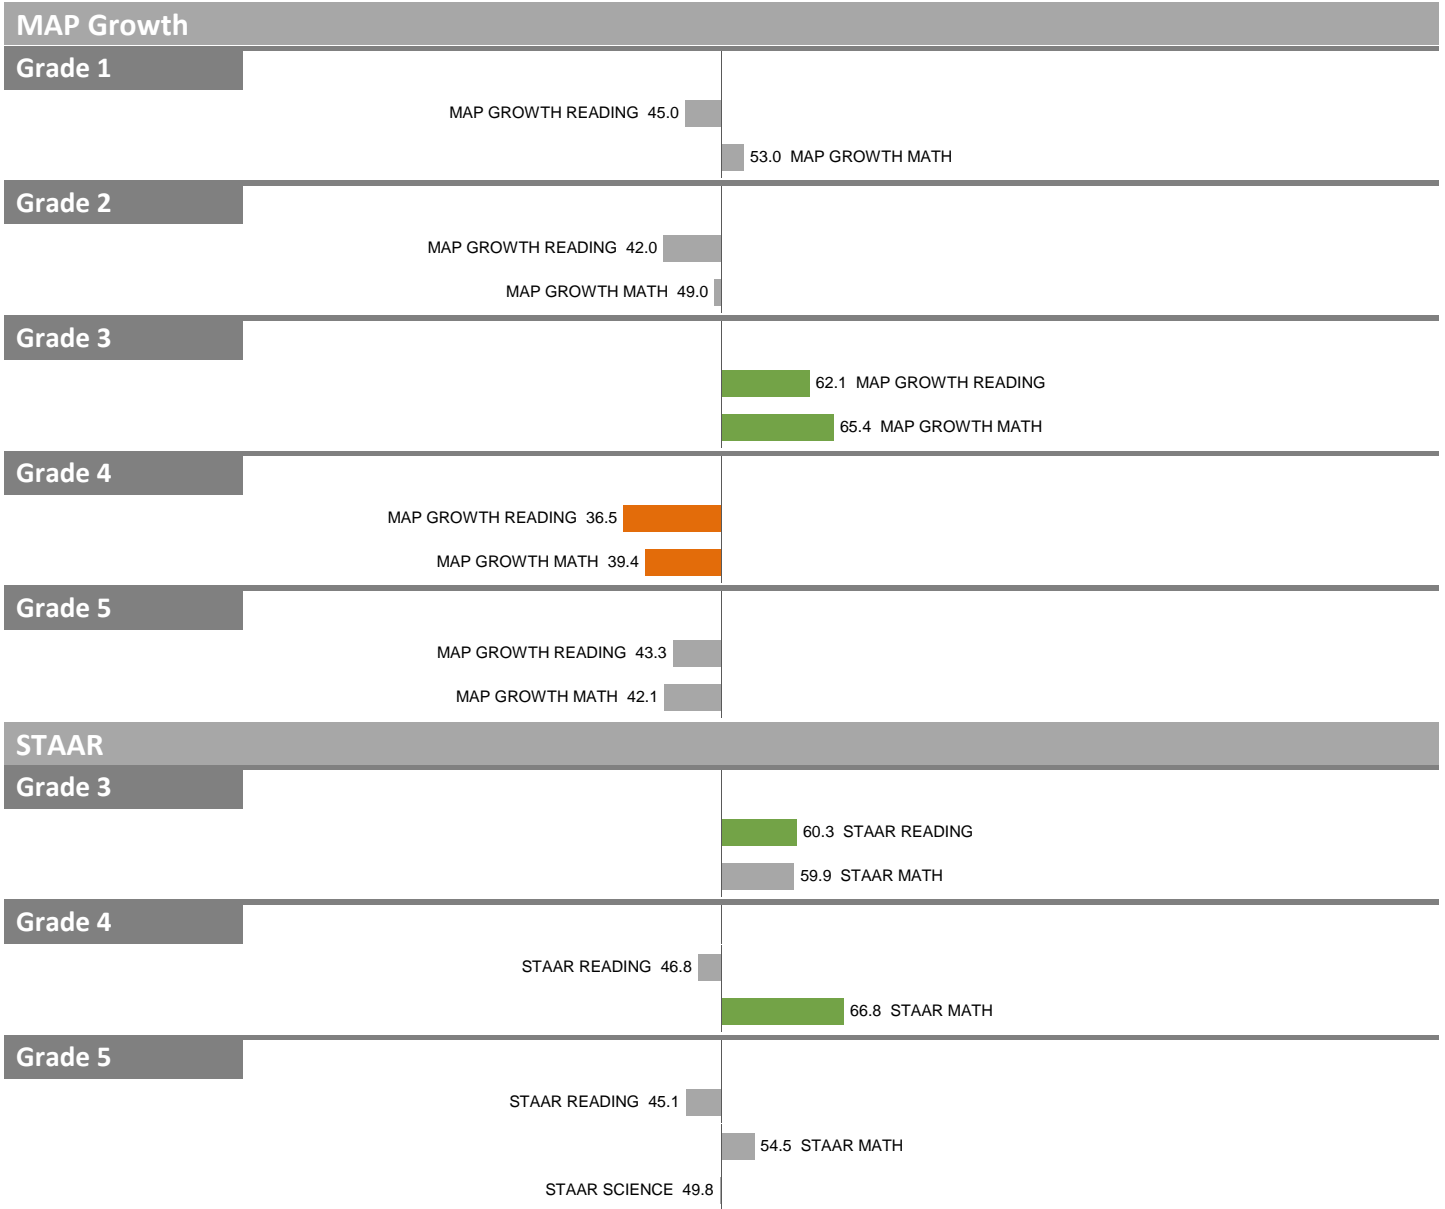 MAP Growth
Grade 1
MAP GROWTH READING 45.0
53.0 MAP GROWTH MATH
Grade 2
MAP GROWTH READING 42.0
MAP GROWTH MATH 49.0
Grade 3
62.1 MAP GROWTH READING
65.4 MAP GROWTH MATH
Grade 4
MAP GROWTH READING 36.5
MAP GROWTH MATH 39.4
Grade 5
MAP GROWTH READING 43.3
MAP GROWTH MATH 42.1
STAAR
Grade 3
60.3 STAAR READING
59.9 STAAR MATH
Grade 4
STAAR READING 46.8
66.8 STAAR MATH
Grade 5
STAAR READING 45.1
54.5 STAAR MATH
STAAR SCIENCE 49.8